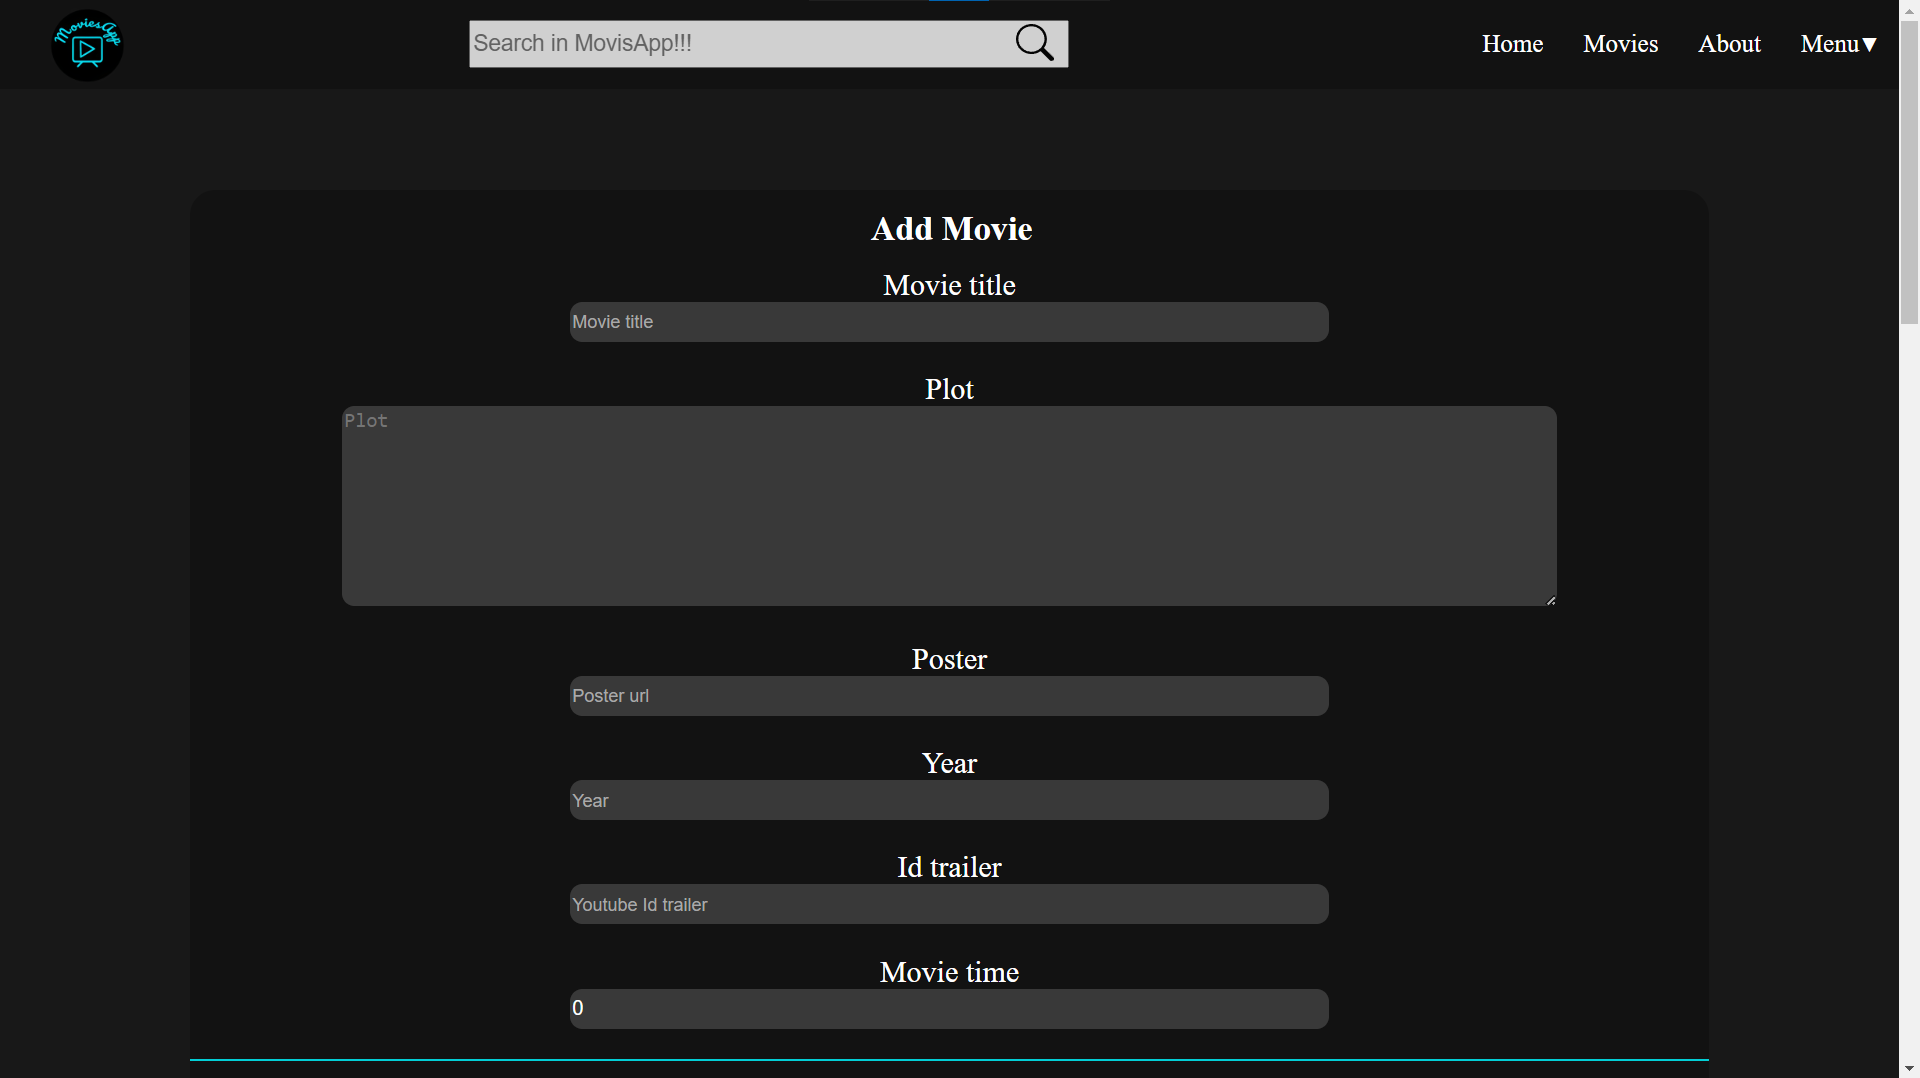 MoviesApp
Search in MovisApp!!!
Home
Movies
About
Menu▼
Add Movie
Movie title
Movie title
Plot
Plot
Poster
Poster url
Year
Year
Id trailer
Youtube Id trailer
Movie time
0